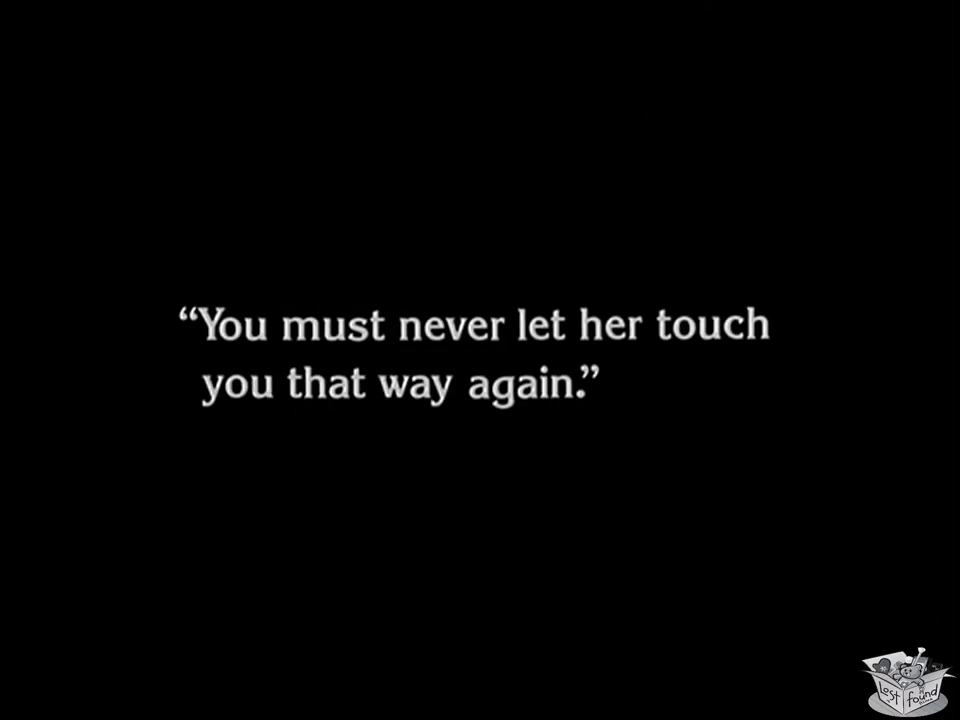 “You must never let her touch
you that way again.”
Lost
found